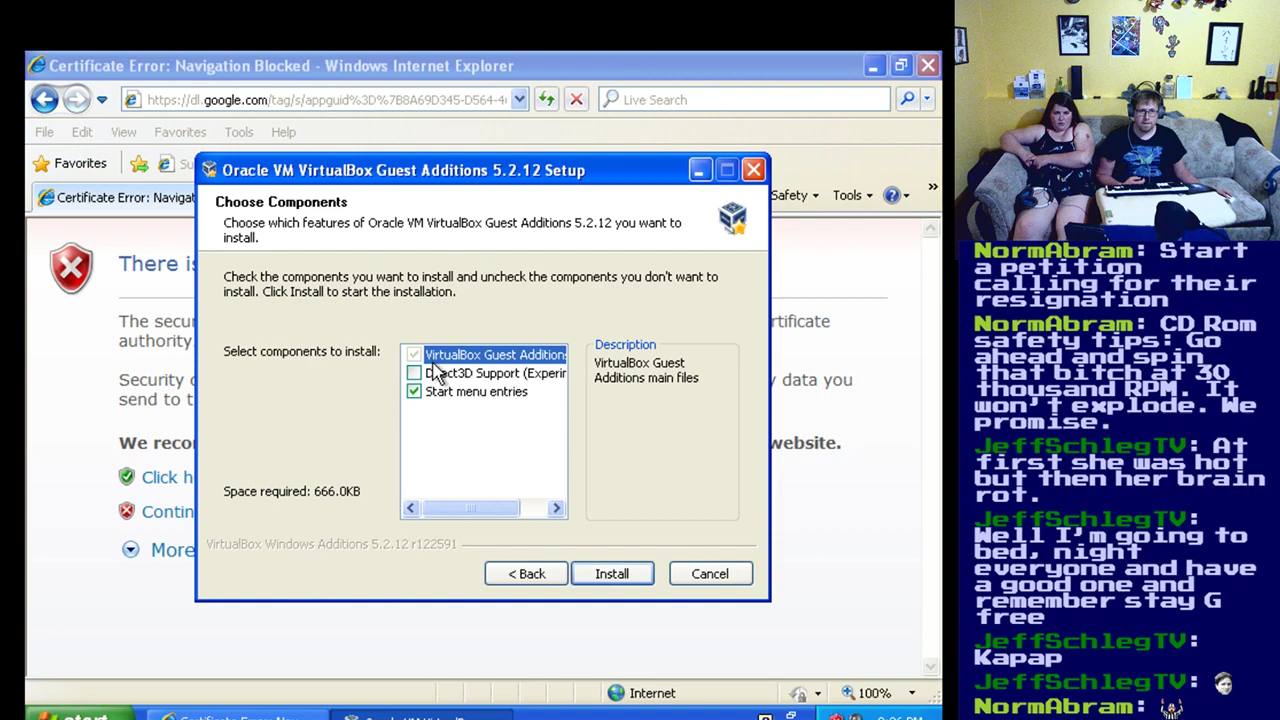 Certificate Error: Navigation Blocked - Windows Internet Explorer
https://dl.google.com/tag/s/appguid%3D%7B8A69D345-D564-4
Live Search
File Edit View Favorites Tools Help
Favorites
Certificate Error: Navigat
Safety Tools
Oracle VM VirtualBox Guest Additions 5.2.12 Setup
Choose Components
Choose which features of Oracle VM VirtualBox Guest Additions 5.2.12 you want to
install.
Check the components you want to install and uncheck the components you don't want to
install. Click Install to start the installation.
Select components to install:
VirtualBox Guest Additions
Direct3D Support (Experim
Start menu entries
Description
VirtualBox Guest
Additions main files
Space required: 666.0KB
VirtualBox Windows Additions 5.2.12 r122591
< Back Install Cancel
There is
The secur
rtificate
authority.
Security c
y data you
send to t
We reco
website.
Click h
Contin
More
Internet
100%
start
Oracle VM VirtualB
NormAbram: Start
a petition
calling for their
resignation
NormAbram: CD Rom
safety tips: Go
ahead and spin
that bitch at 30
thousand RPM. It
won't explode. We
promise.
JeffSchlegTV: At
first she was hot
but then her brain
rot.
JeffSchlegTV:
Well I'm going to
bed, night
everyone and have
a good one and
remember stay G
free
JeffSchlegTV:
Kapap
JeffSchlegTV:
NormAbram: